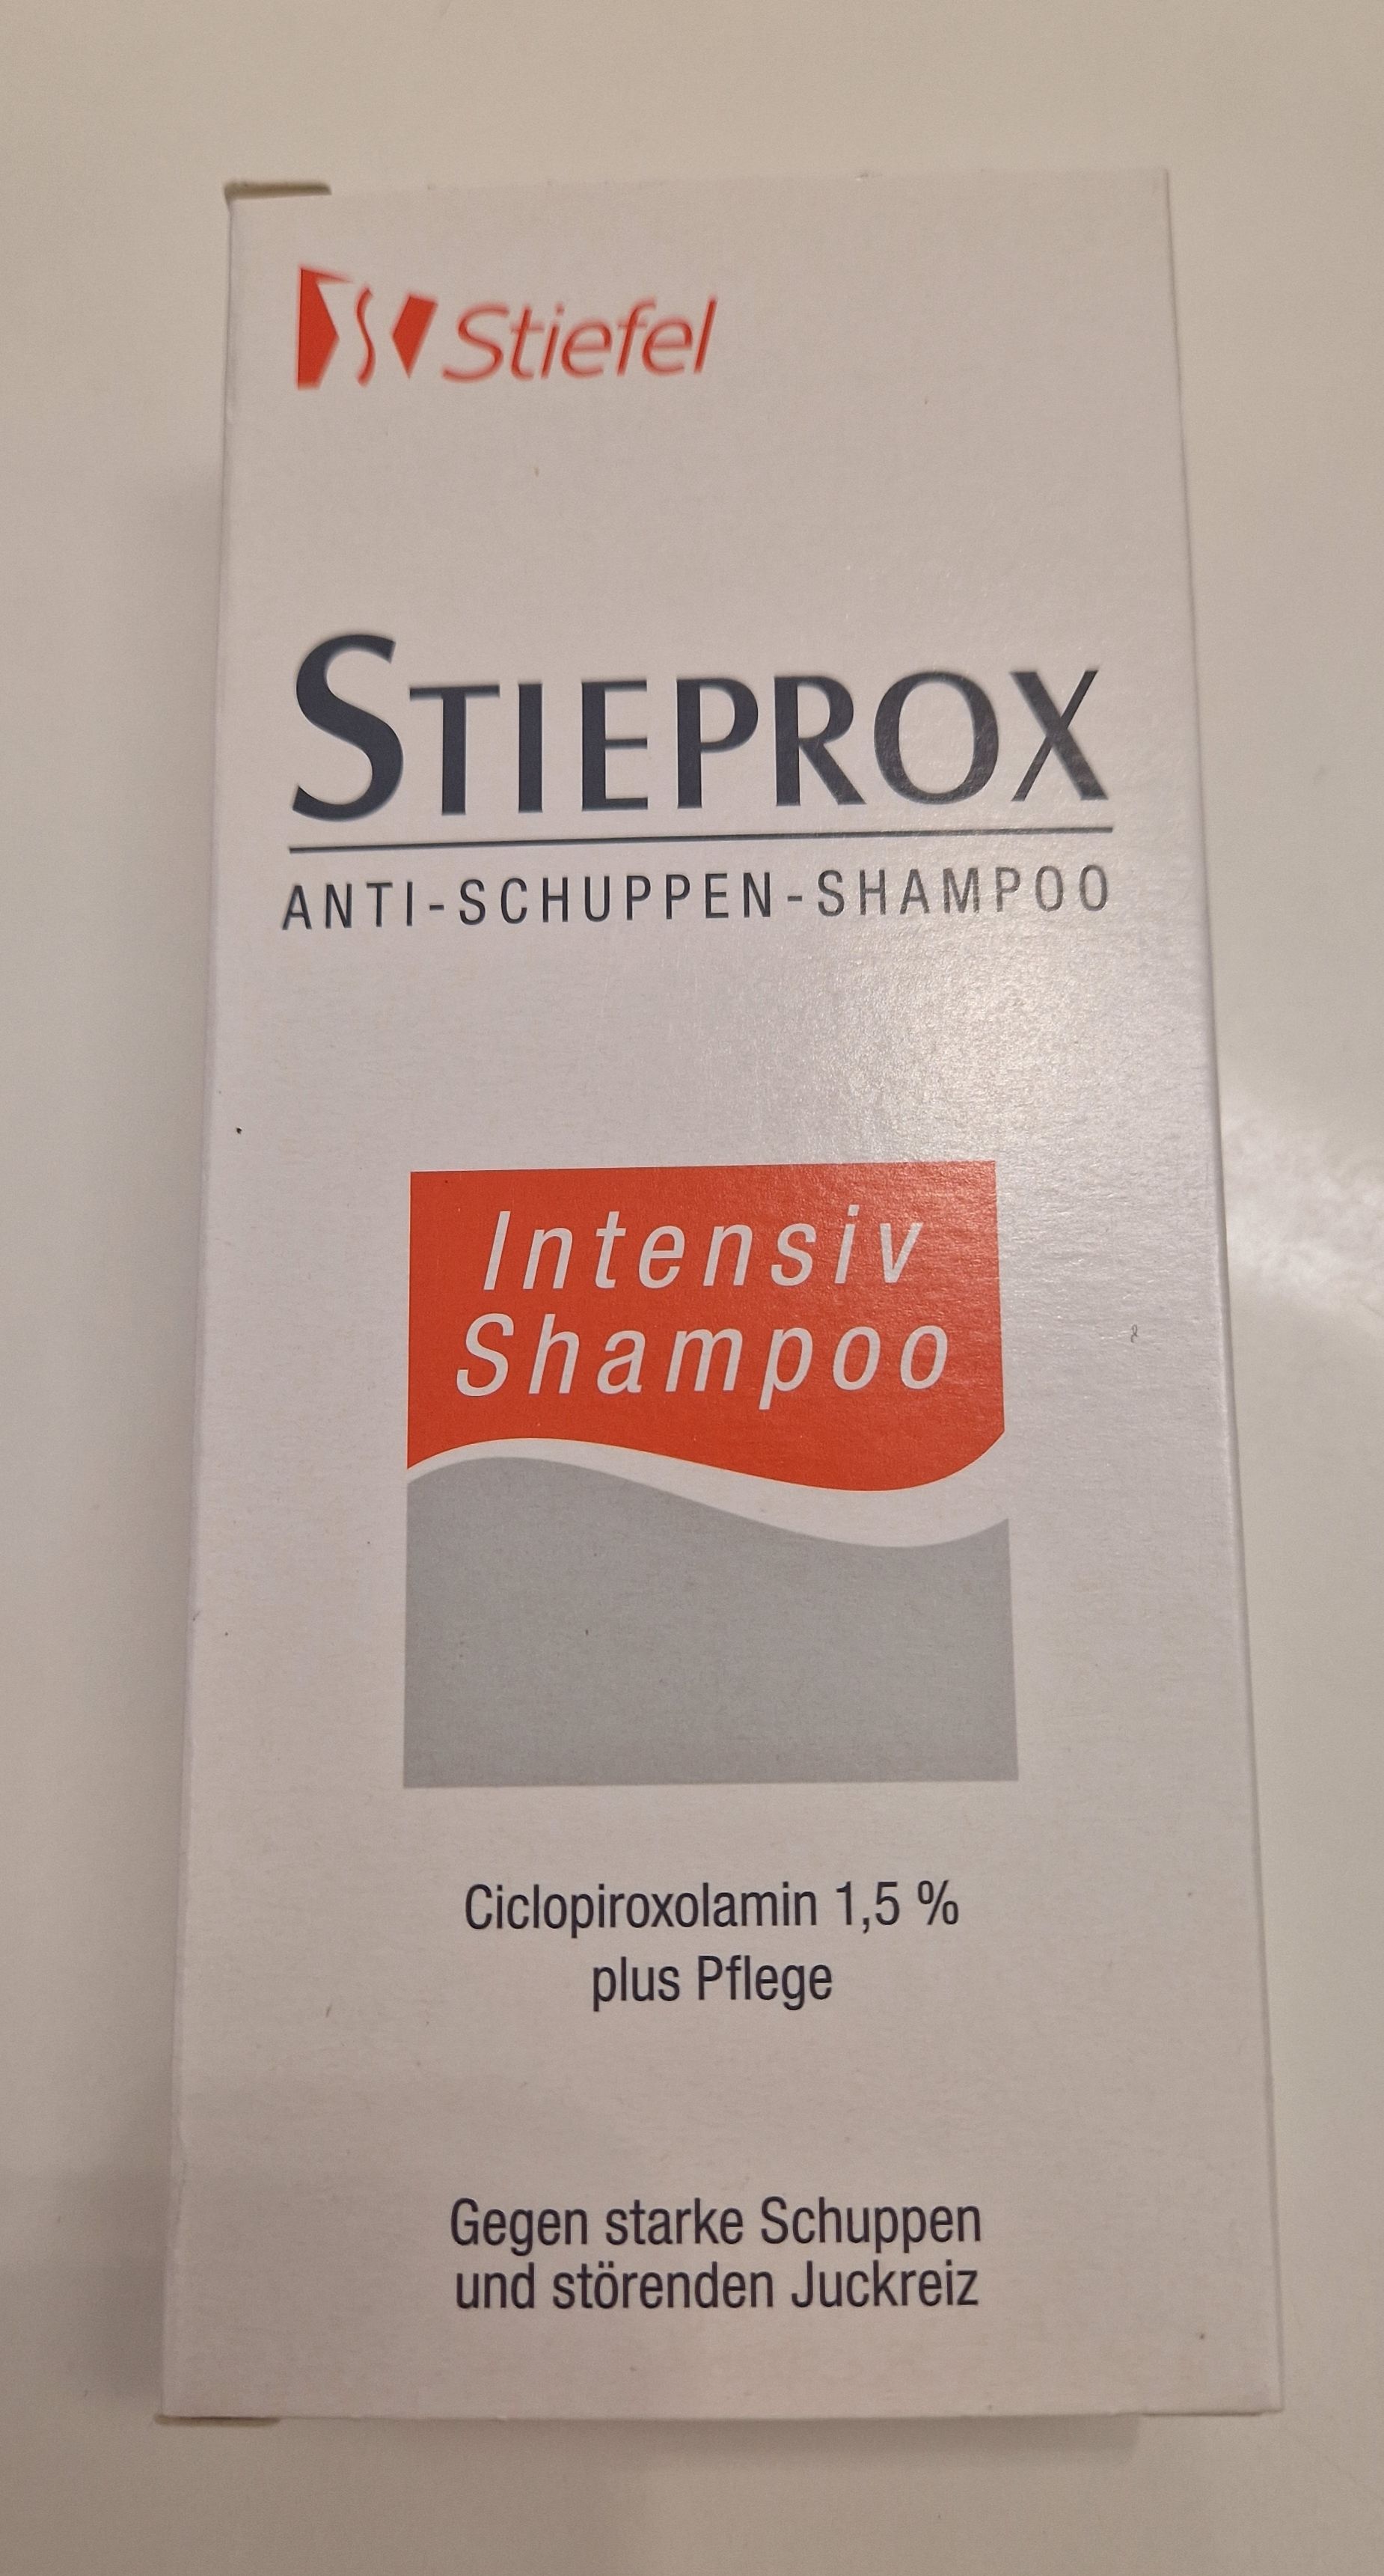 Stiefel
STIEPROX
ANTI-SCHUPPEN-SHAMPOO
Intensiv
Shampoo
Ciclopiroxolamin 1,5 %
plus Pflege
Gegen starke Schuppen
und störenden Juckreiz